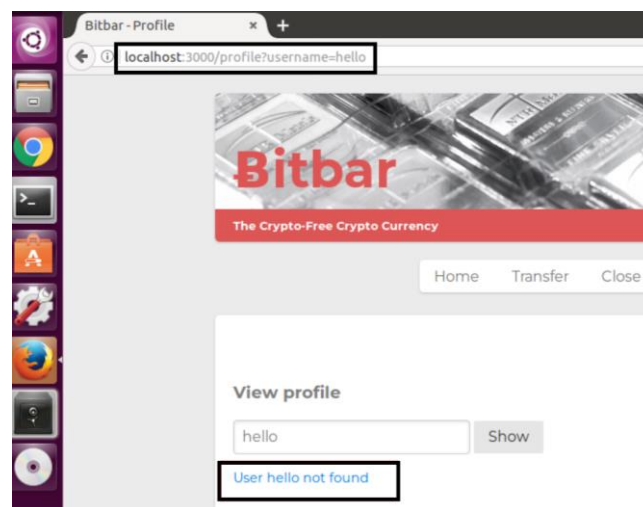 Bitbar - Profile
localhost:3000/profile?username=hello
Ƀitbar
The Crypto-Free Crypto Currency
Home Transfer Close
View profile
hello Show
User hello not found